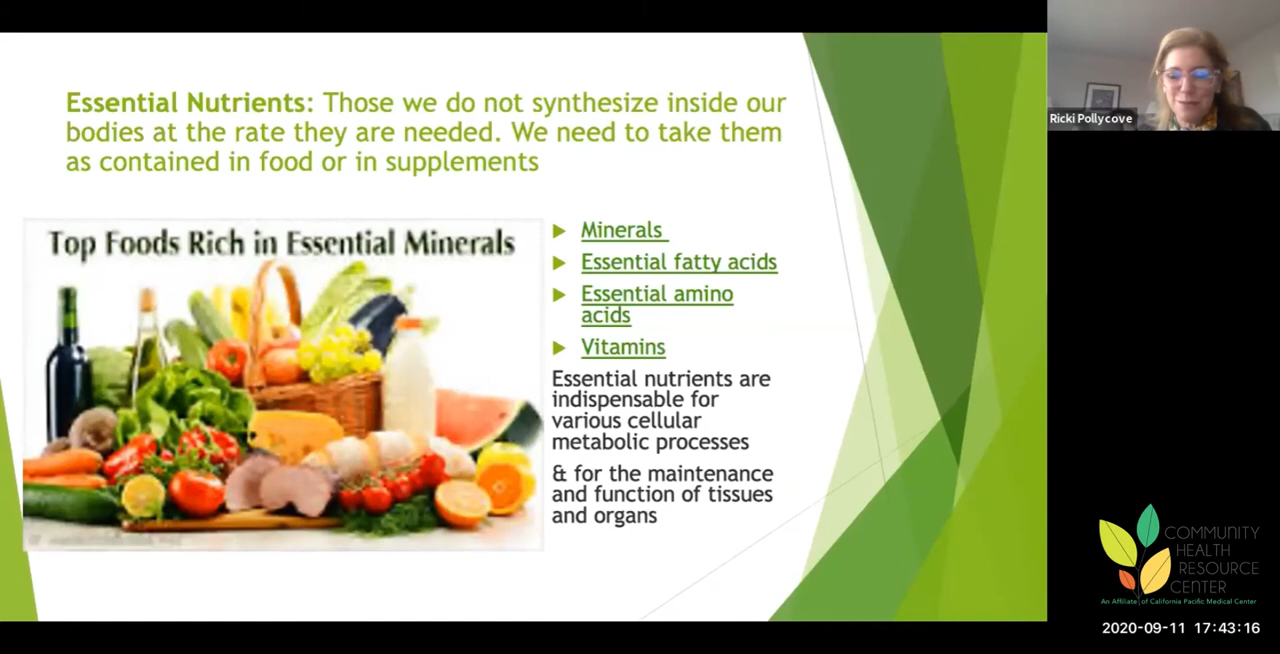 Essential Nutrients: Those we do not synthesize inside our
bodies at the rate they are needed. We need to take them
as contained in food or in supplements
Top Foods Rich in Essential Minerals
Minerals
Essential fatty acids
Essential amino
acids
Vitamins
Essential nutrients are
indispensable for
various cellular
metabolic processes
& for the maintenance
and function of tissues
and organs
Ricki Pollycove
COMMUNITY
HEALTH
RESOURCE
CENTER
An Affiliate of California Pacific Medical Center
2020-09-11 17:43:16